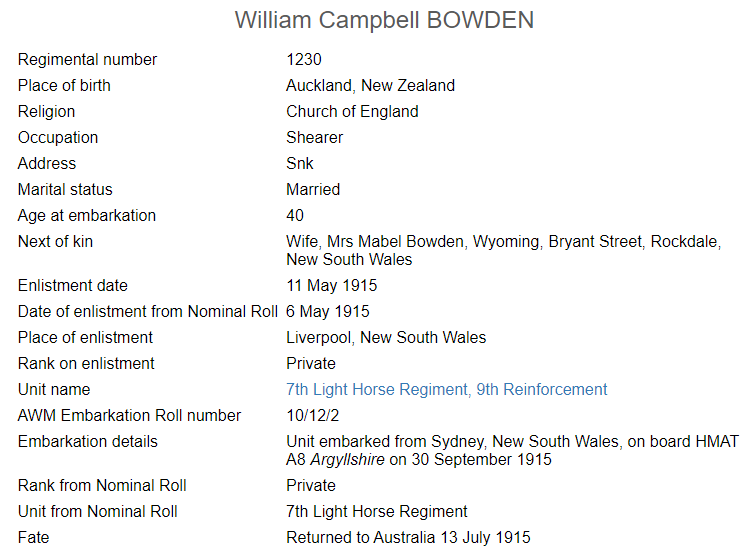 William Campbell BOWDEN
Regimental number 1230
Place of birth Auckland, New Zealand
Religion Church of England
Occupation Shearer
Address Snk
Marital status Married
Age at embarkation 40
Next of kin Wife, Mrs Mabel Bowden, Wyoming, Bryant Street, Rockdale,
New South Wales
Enlistment date 11 May 1915
Date of enlistment from Nominal Roll 6 May 1915
Place of enlistment Liverpool, New South Wales
Rank on enlistment Private
Unit name 7th Light Horse Regiment, 9th Reinforcement
AWM Embarkation Roll number 10/12/2
Embarkation details Unit embarked from Sydney, New South Wales, on board HMAT
A8 Argyllshire on 30 September 1915
Rank from Nominal Roll Private
Unit from Nominal Roll 7th Light Horse Regiment
Fate Returned to Australia 13 July 1915